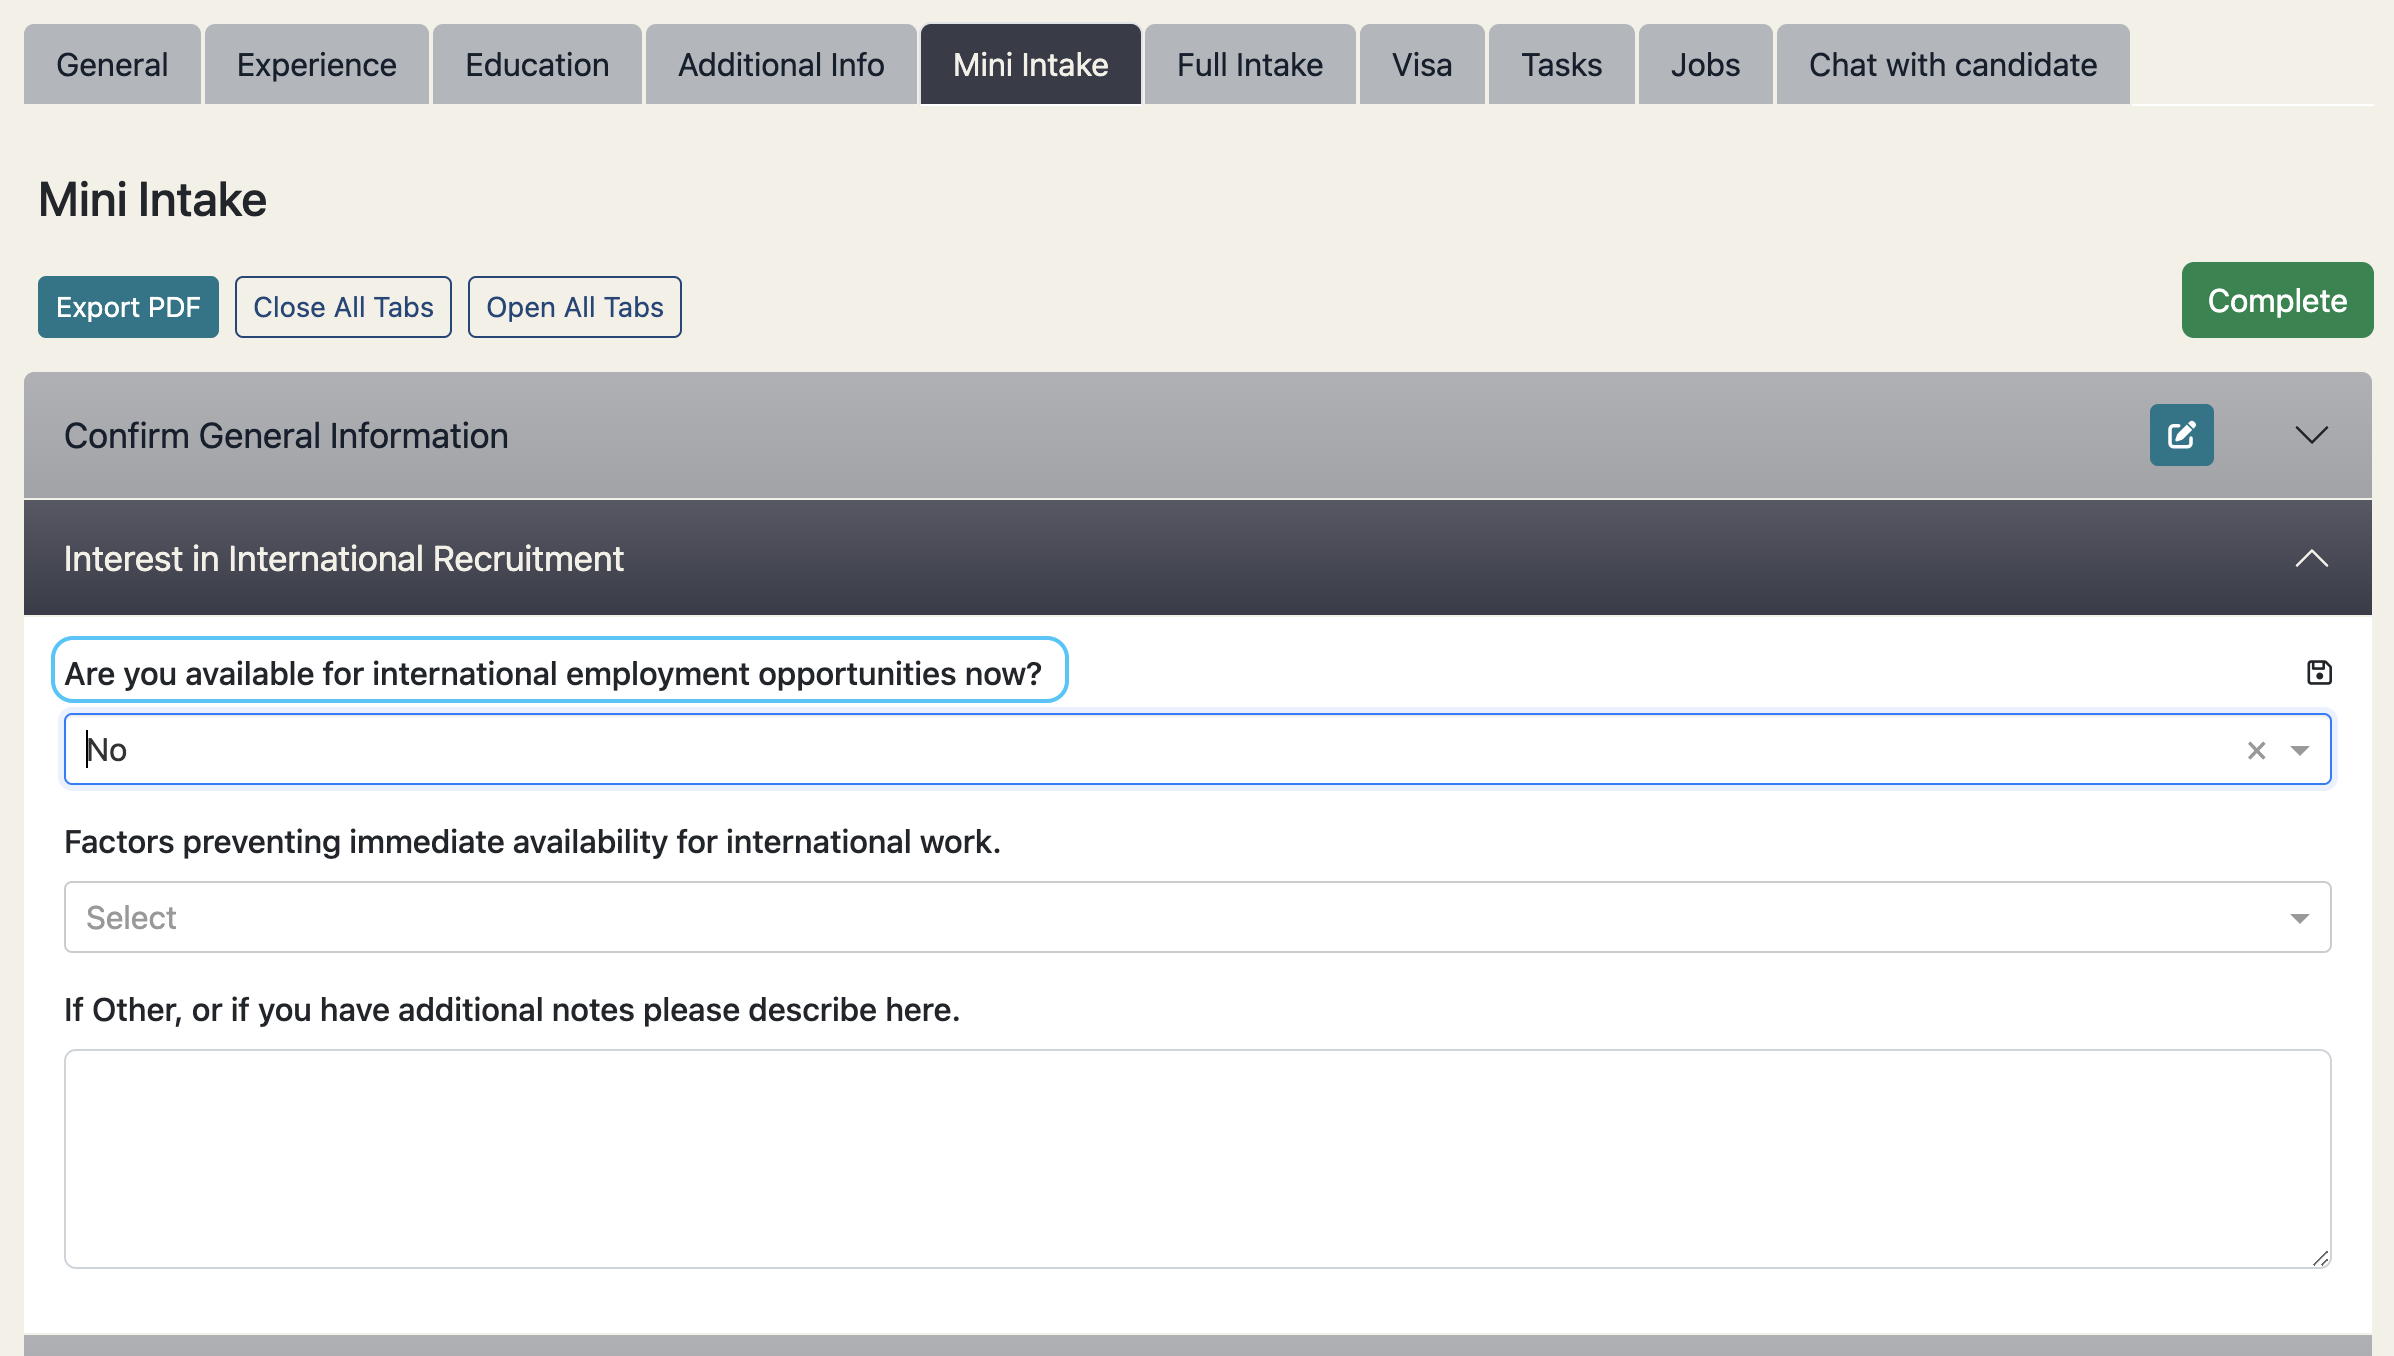 General Experience Education Additional Info Mini Intake Full Intake Visa Tasks Jobs Chat with candidate
Mini Intake
Export PDF Close All Tabs Open All Tabs Complete
Confirm General Information
Interest in International Recruitment
Are you available for international employment opportunities now?
No
Factors preventing immediate availability for international work.
Select
If Other, or if you have additional notes please describe here.